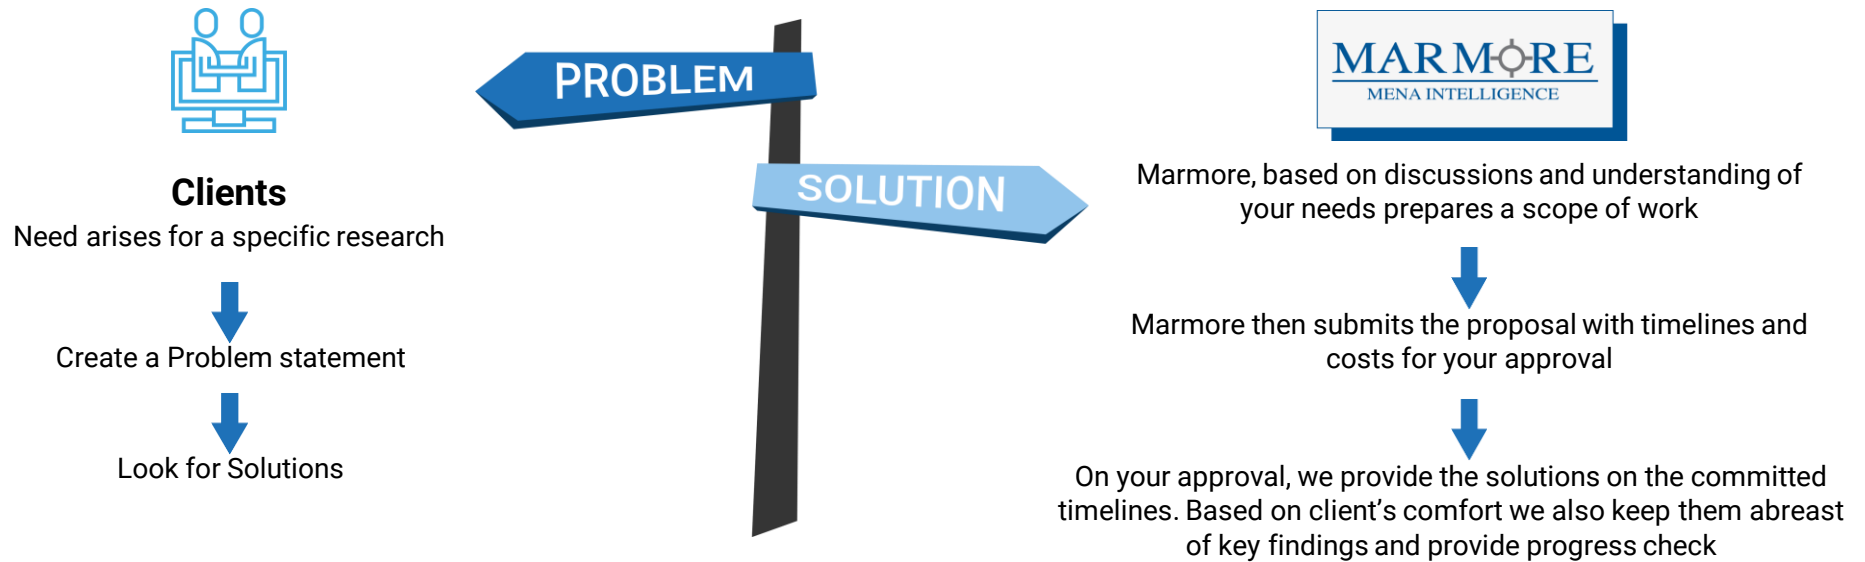 Clients
Need arises for a specific research
Create a Problem statement
Look for Solutions
PROBLEM
SOLUTION
MARMORE
MENA INTELLIGENCE
Marmore, based on discussions and understanding of
your needs prepares a scope of work
Marmore then submits the proposal with timelines and
costs for your approval
On your approval, we provide the solutions on the committed
timelines. Based on client’s comfort we also keep them abreast
of key findings and provide progress check